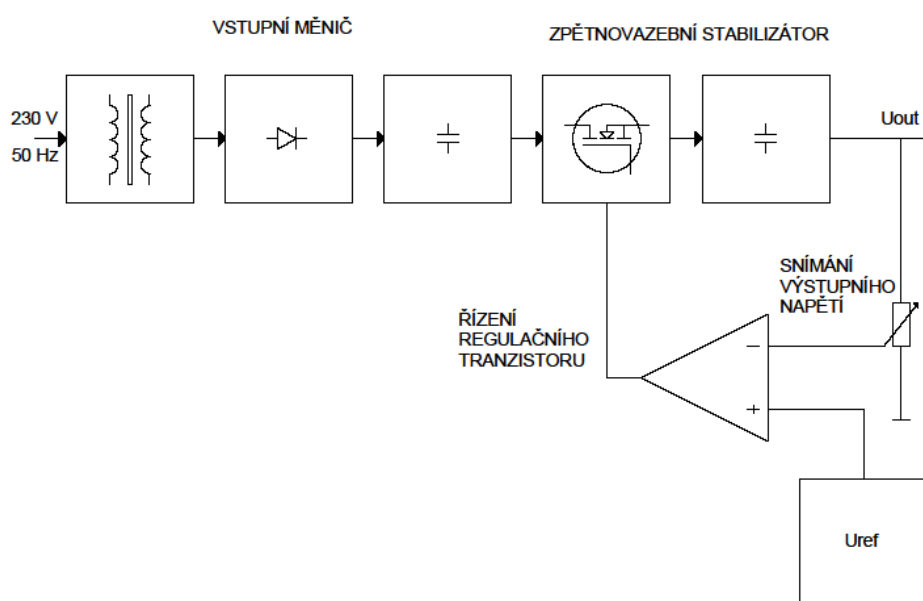 VSTUPNÍ MĚNIČ
ZPĚTNOVAZEBNÍ STABILIZÁTOR
230 V
50 Hz
Uout
SNÍMÁNÍ
VÝSTUPNÍHO
NAPĚTÍ
ŘÍZENÍ
REGULAČNÍHO
TRANZISTORU
Uref